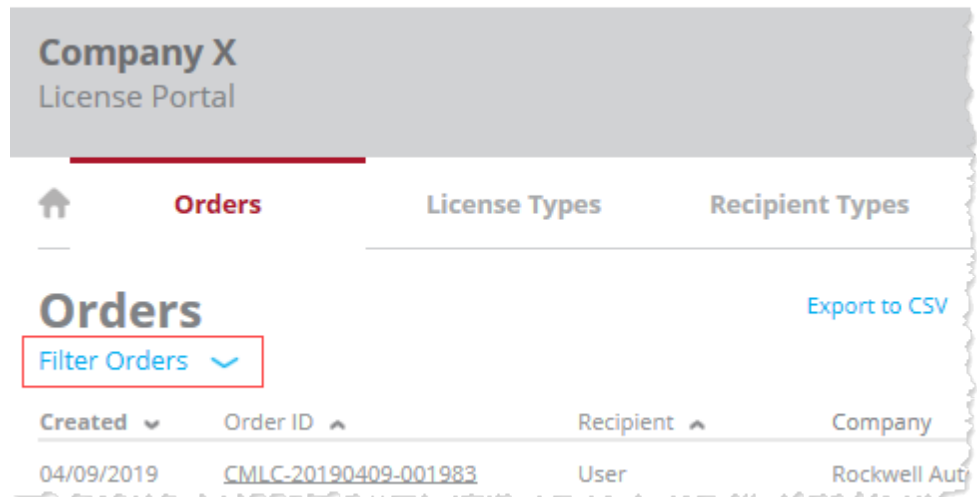 Company X
License Portal
Orders License Types Recipient Types
Orders
Export to CSV
Filter Orders
Created Order ID Recipient Company
04/09/2019 CMLC-20190409-001983 User Rockwell